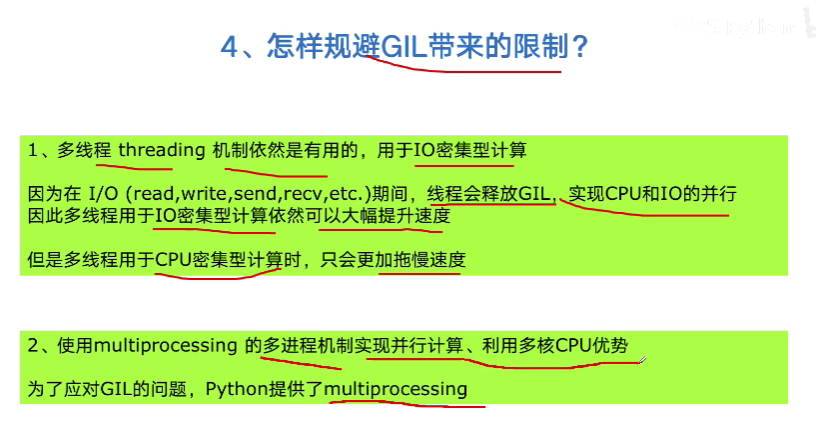 4、怎样规避GIL带来的限制?
1、多线程 threading 机制依然是有用的，用于IO密集型计算
因为在 I/O (read,write,send,recv,etc.)期间，线程会释放GIL，实现CPU和IO的并行
因此多线程用于IO密集型计算依然可以大幅提升速度
但是多线程用于CPU密集型计算时，只会更加拖慢速度
2、使用multiprocessing 的多进程机制实现并行计算、利用多核CPU优势
为了应对GIL的问题，Python提供了multiprocessing